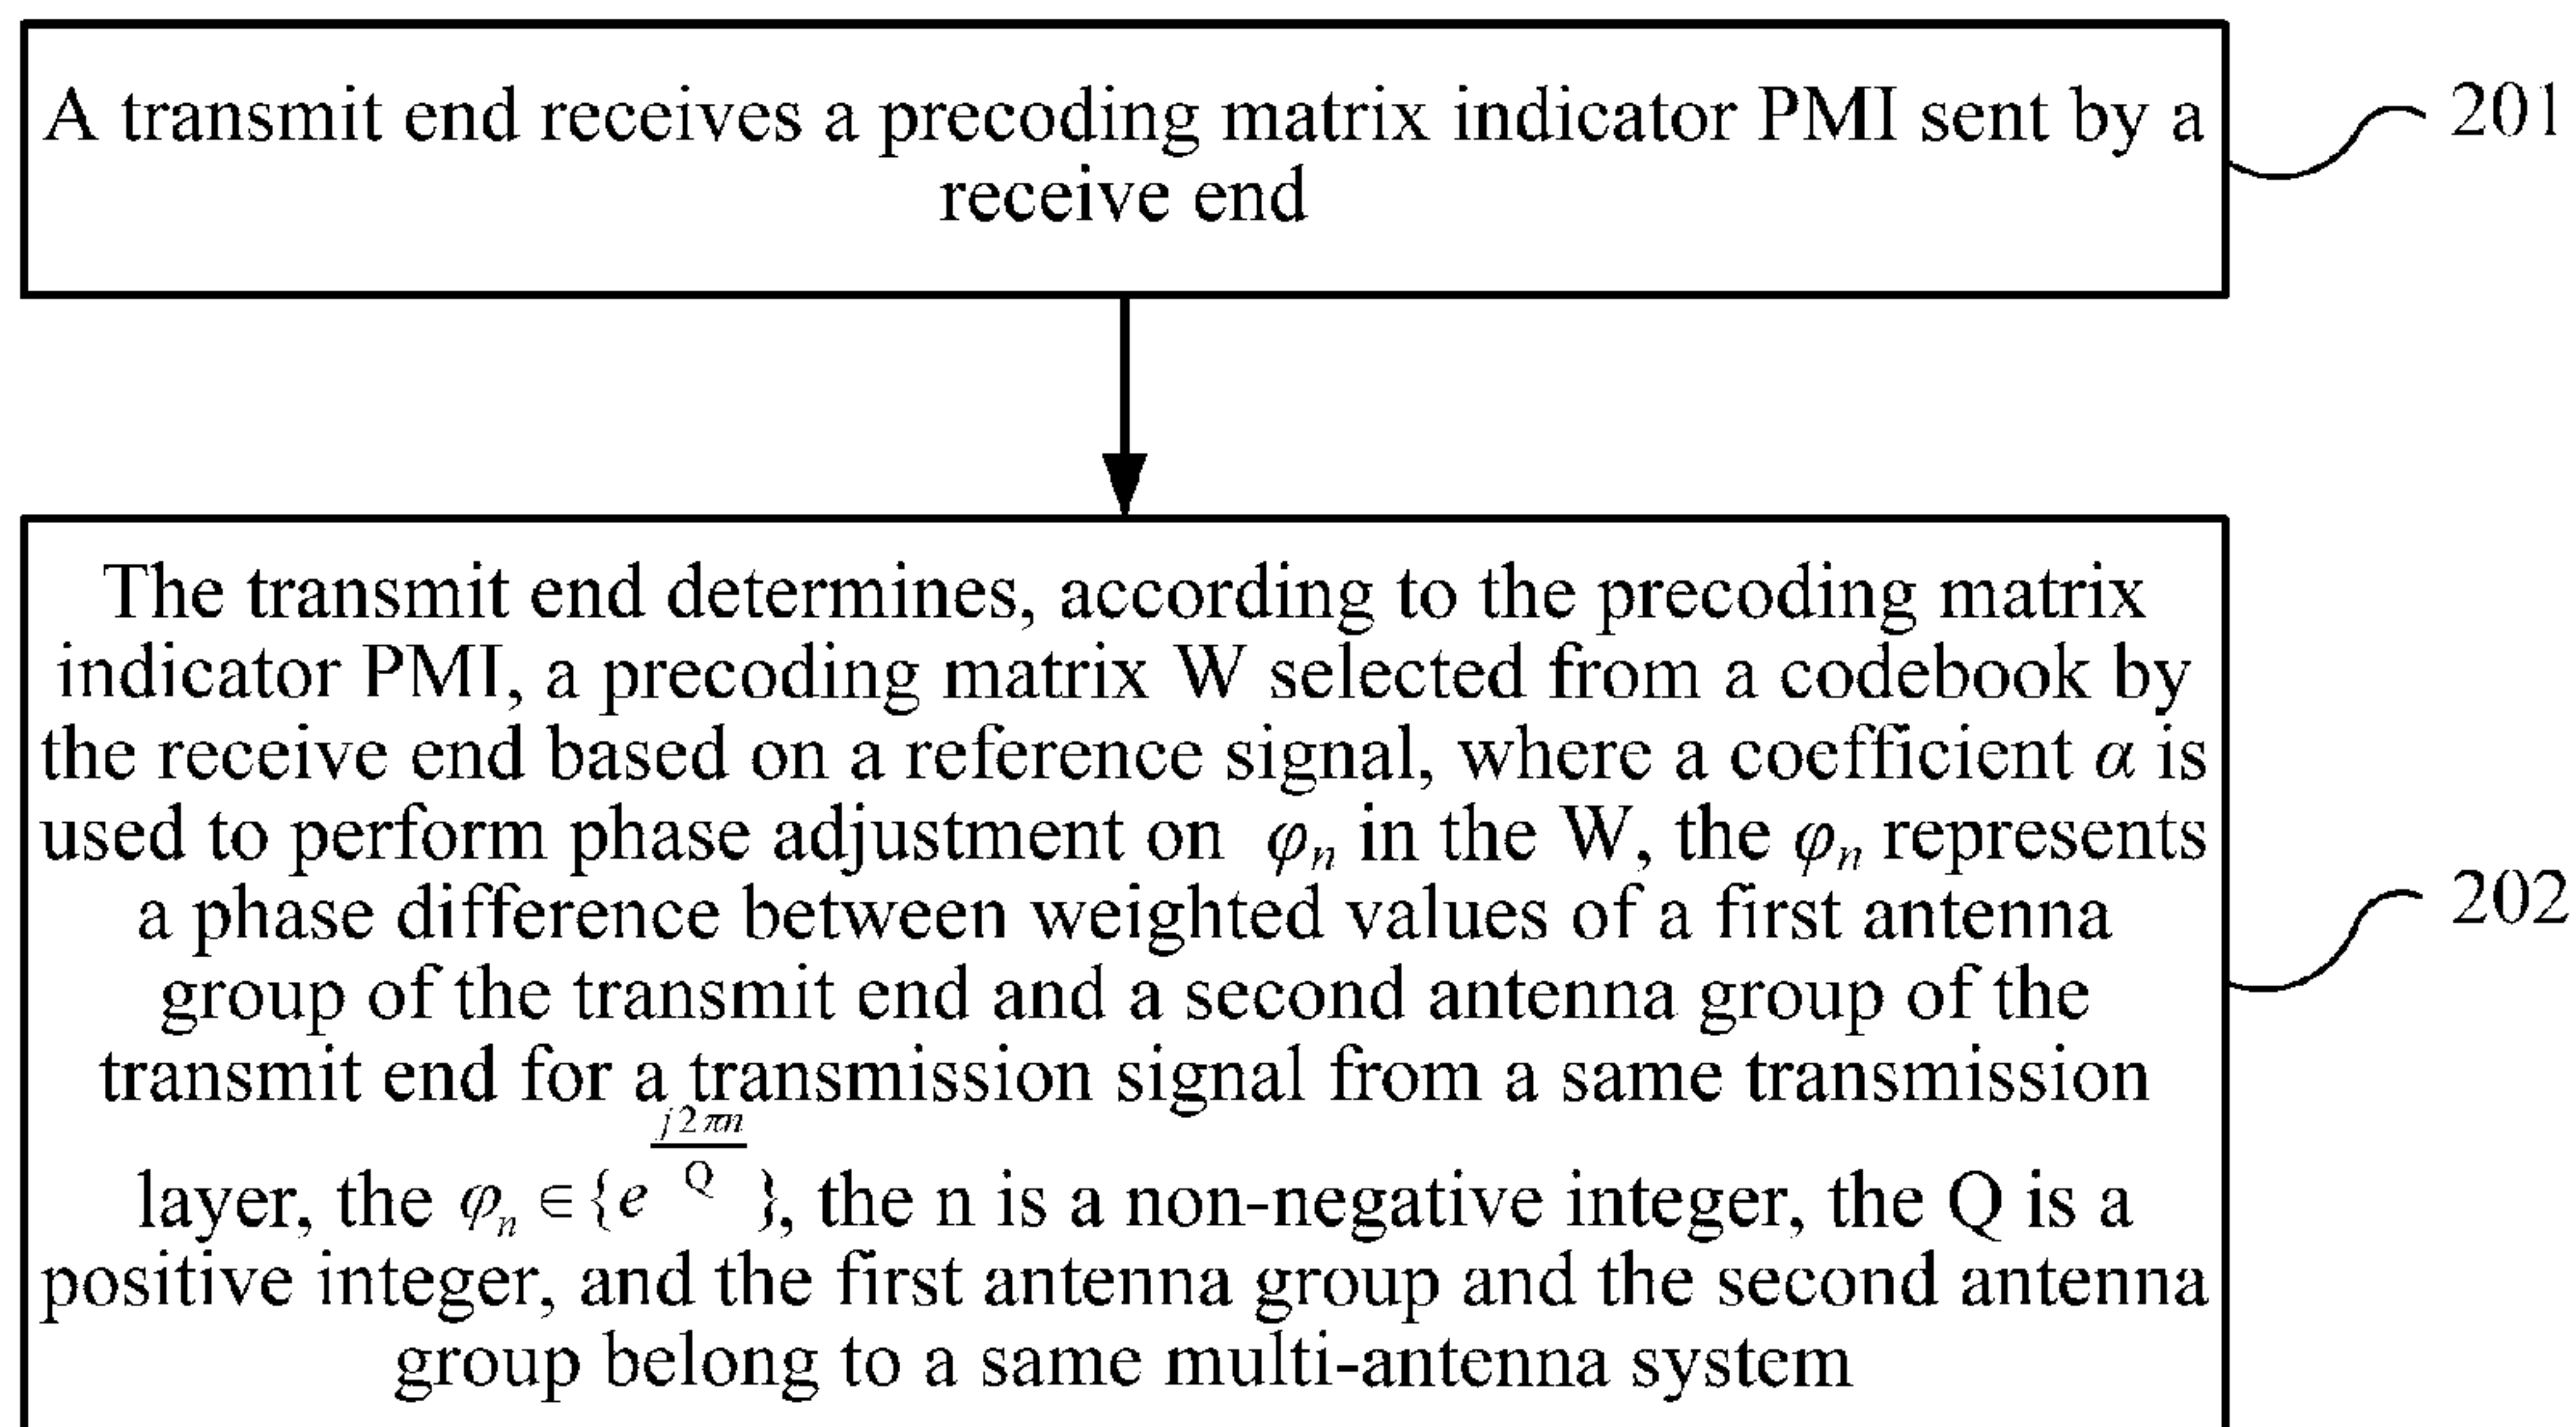 A transmit end receives a precoding matrix indicator PMI sent by a
receive end
201
The transmit end determines, according to the precoding matrix
indicator PMI, a precoding matrix W selected from a codebook by
the receive end based on a reference signal, where a coefficient α is
used to perform phase adjustment on φₙ in the W, the φₙ represents
a phase difference between weighted values of a first antenna
group of the transmit end and a second antenna group of the
transmit end for a transmission signal from a same transmission
layer, the φₙ ∈ {e^(j2πn/Q)}, the n is a non-negative integer, the Q is a
positive integer, and the first antenna group and the second antenna
group belong to a same multi-antenna system
202